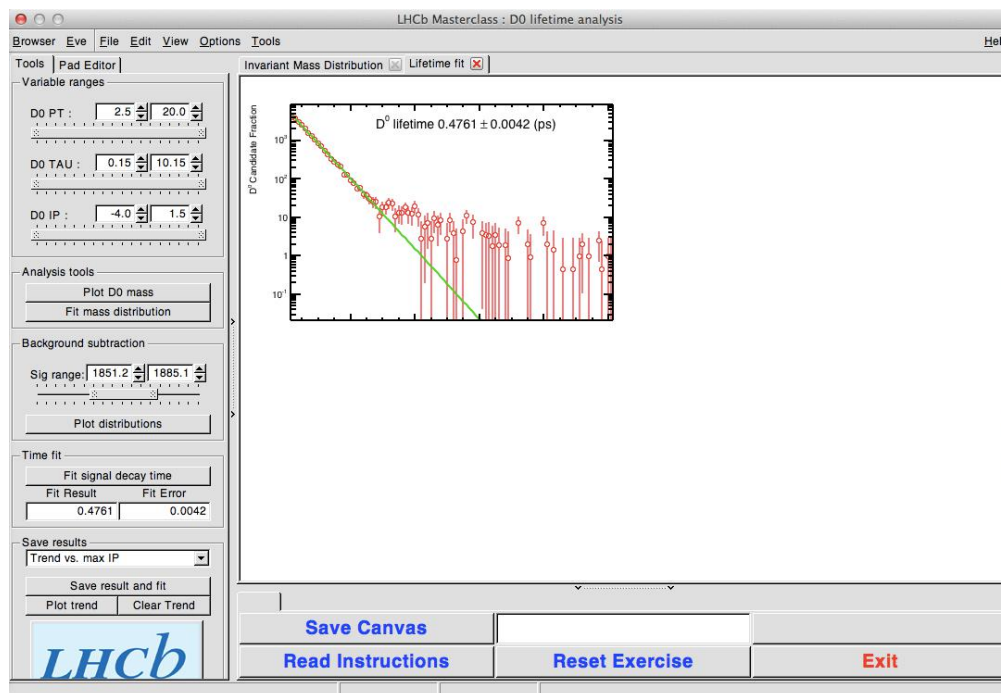 LHCb Masterclass : D0 lifetime analysis
Browser Eve File Edit View Options Tools Hel
Tools Pad Editor
Variable ranges
D0 PT : 2.5 20.0
D0 TAU : 0.15 10.15
D0 IP : -4.0 1.5
Analysis tools
Plot D0 mass
Fit mass distribution
Background subtraction
Sig range: 1851.2 1885.1
Plot distributions
Time fit
Fit signal decay time
Fit Result Fit Error
0.4761 0.0042
Save results
Trend vs. max IP
Save result and fit
Plot trend Clear Trend
LHCb
Invariant Mass Distribution Lifetime fit
D⁰ lifetime 0.4761 ± 0.0042 (ps)
D⁰ Candidate Fraction
10³
10²
10
1
10⁻¹
Save Canvas
Read Instructions Reset Exercise Exit